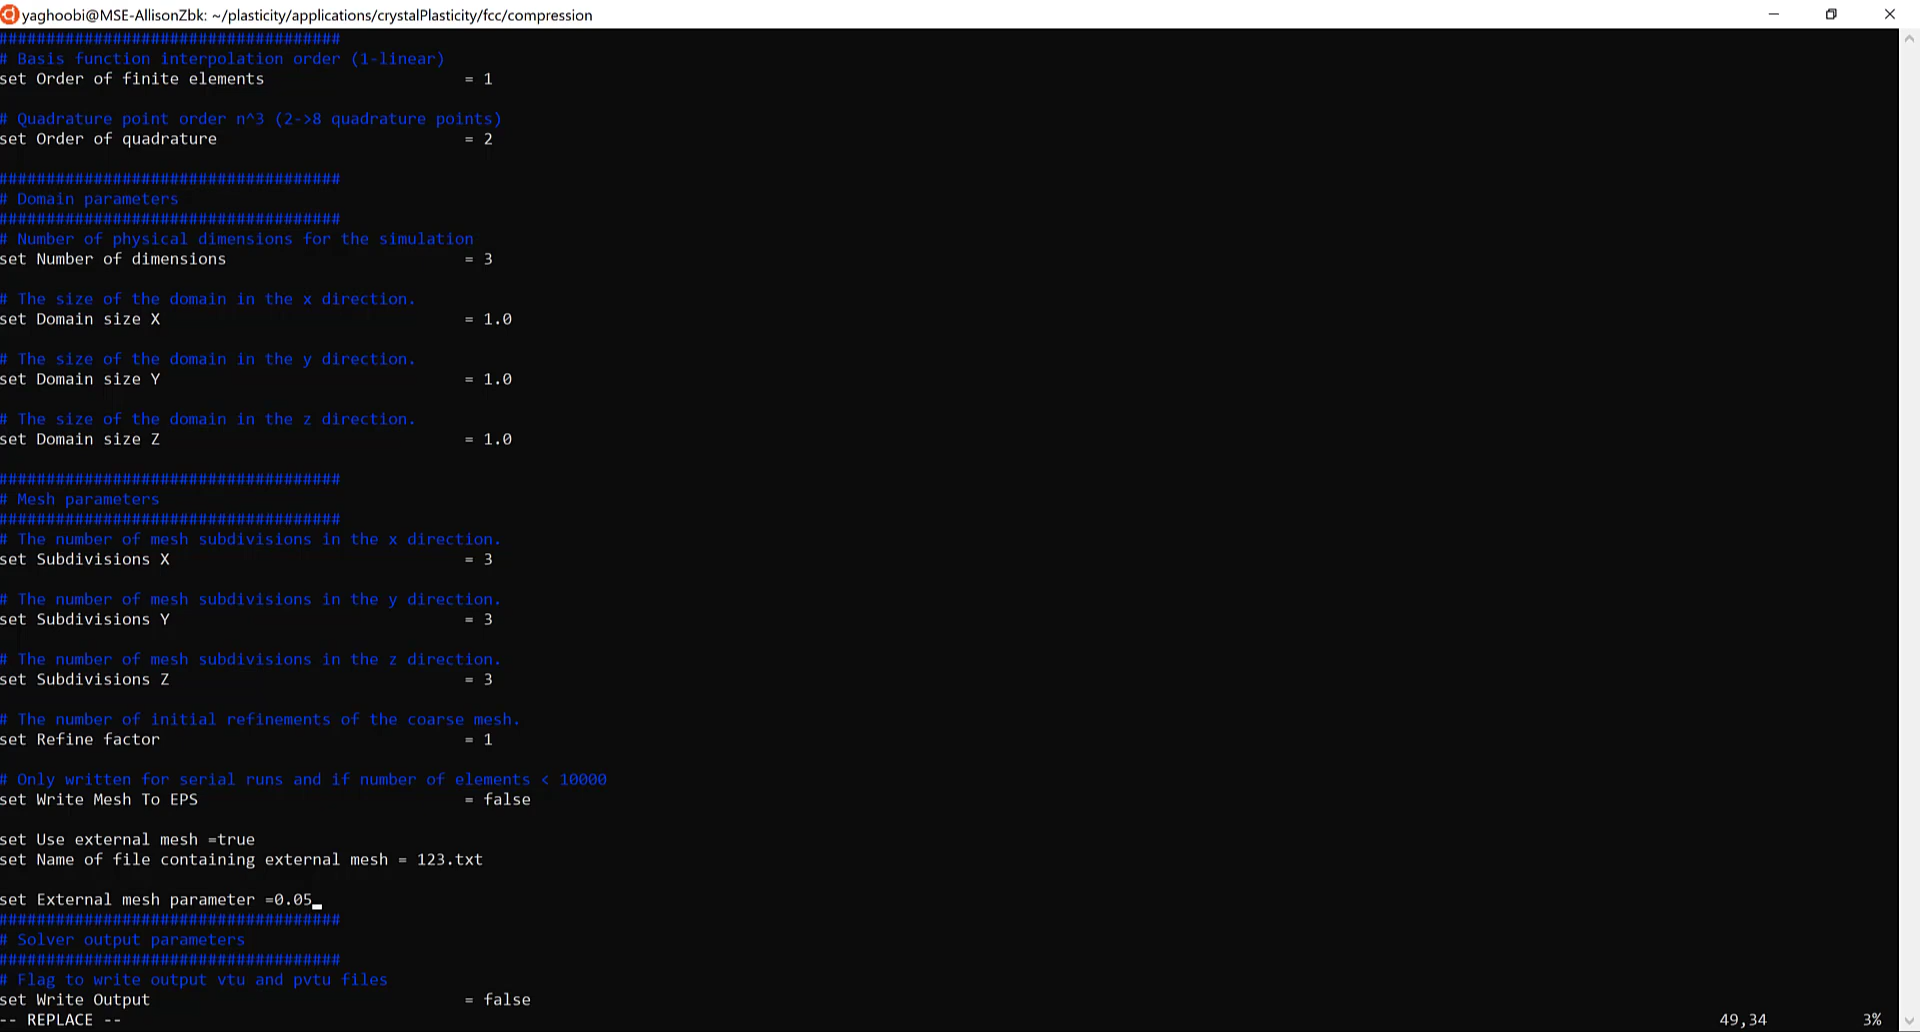 yaghoobi@MSE-AllisonZbk: ~/plasticity/applications/crystalPlasticity/fcc/compression
####################################
# Basis function interpolation order (1-linear)
set Order of finite elements = 1
# Quadrature point order n^3 (2->8 quadrature points)
set Order of quadrature = 2
####################################
# Domain parameters
####################################
# Number of physical dimensions for the simulation
set Number of dimensions = 3
# The size of the domain in the x direction.
set Domain size X = 1.0
# The size of the domain in the y direction.
set Domain size Y = 1.0
# The size of the domain in the z direction.
set Domain size Z = 1.0
####################################
# Mesh parameters
####################################
# The number of mesh subdivisions in the x direction.
set Subdivisions X = 3
# The number of mesh subdivisions in the y direction.
set Subdivisions Y = 3
# The number of mesh subdivisions in the z direction.
set Subdivisions Z = 3
# The number of initial refinements of the coarse mesh.
set Refine factor = 1
# Only written for serial runs and if number of elements < 10000
set Write Mesh To EPS = false
set Use external mesh =true
set Name of file containing external mesh = 123.txt
set External mesh parameter =0.05
####################################
# Solver output parameters
####################################
# Flag to write output vtu and pvtu files
set Write Output = false
-- REPLACE -- 49,34 3%